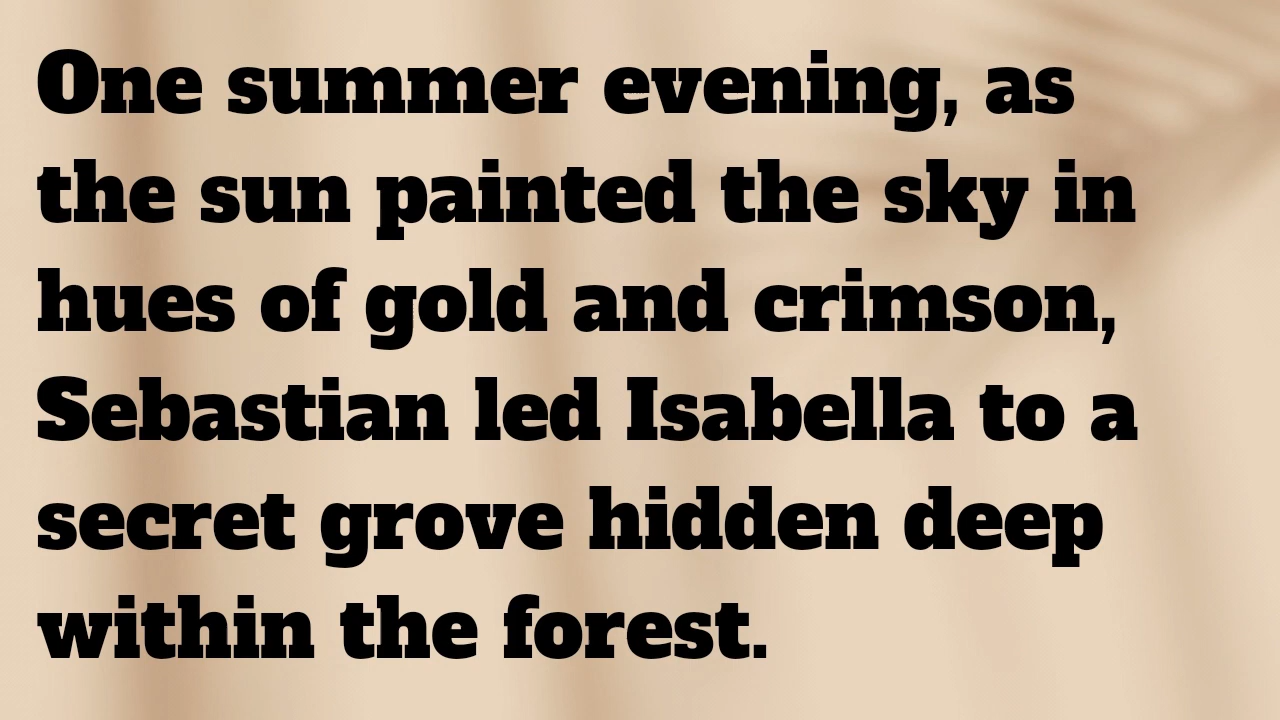 One summer evening, as
the sun painted the sky in
hues of gold and crimson,
Sebastian led Isabella to a
secret grove hidden deep
within the forest.